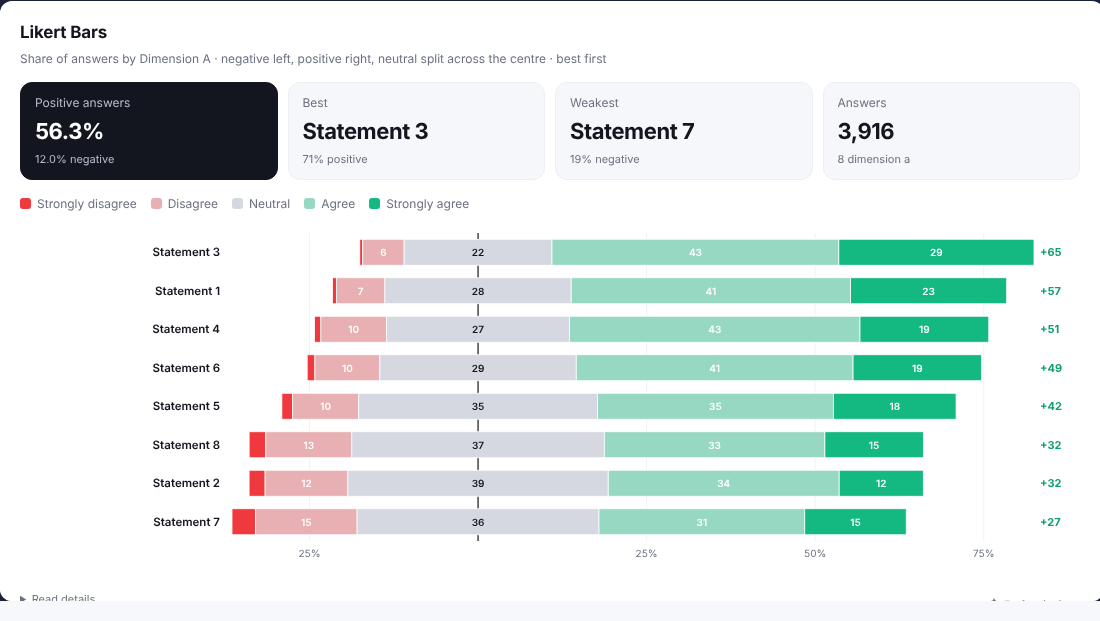 Likert Bars
Share of answers by Dimension A · negative left, positive right, neutral split across the centre · best first
Positive answers
56.3%
12.0% negative
Best
Statement 3
71% positive
Weakest
Statement 7
19% negative
Answers
3,916
8 dimension a
Strongly disagree Disagree Neutral Agree Strongly agree
Statement 3 6 22 43 29 +65
Statement 1 7 28 41 23 +57
Statement 4 10 27 43 19 +51
Statement 6 10 29 41 19 +49
Statement 5 10 35 35 18 +42
Statement 8 13 37 33 15 +32
Statement 2 12 39 34 12 +32
Statement 7 15 36 31 15 +27
25% 25% 50% 75%
Read details